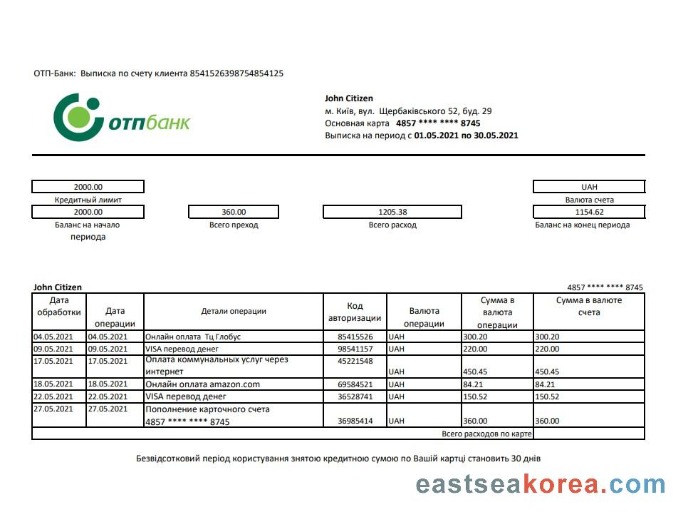 ОТП-Банк: Выписка по счету клиента 8541526398754854125
отпбанк
John Citizen
м. Київ, вул. Щербаківського 52, буд. 29
Основная карта 4857 **** **** 8745
Выписки на период с 01.05.2021 по 30.05.2021
2000.00 UAH
Кредитный лимит Валюта счета
2000.00 360.00 1205.38 1154.62
Баланс на начало периода Всего преход Всего расход Баланс на конец периода
John Citizen 4857 **** **** 8745
Дата обработки Дата операции Детали операции Код авторизации Валюта операции Сумма в валюте операции Сумма в валюте счета
04.05.2021 04.05.2021 Онлайн оплата Тц Глобус 85415526 UAH 300.20 300.20
09.05.2021 09.05.2021 VISA перевод денег 98541157 UAH 220.00 220.00
17.05.2021 17.05.2021 Оплата коммунальных услуг через интернет 45221548 UAH 450.45 450.45
18.05.2021 18.05.2021 Онлайн оплата amazon.com 69584521 UAH 84.21 84.21
22.05.2021 22.05.2021 VISA перевод денег 36528741 UAH 150.52 150.52
27.05.2021 27.05.2021 Пополнение карточного счета 4857 **** **** 8745 36985414 UAH 360.00 360.00
Всего расходов по карте
Безвідсотковий період користування знятою кредитною сумою по Вашій картці становить 30 днів
eastseakorea.com